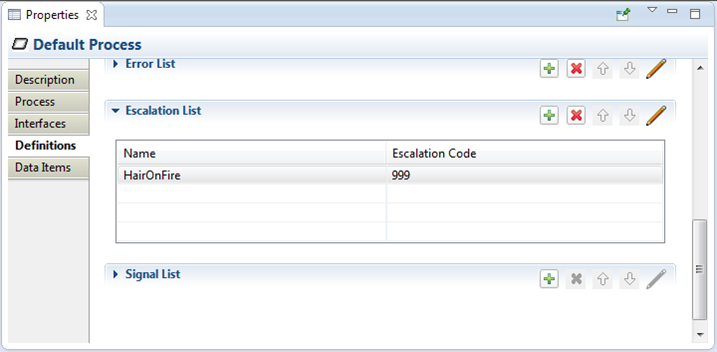 Properties
Default Process
Error List
Description
Process
Interfaces
Definitions
Data Items
Escalation List
Name Escalation Code
HairOnFire 999
Signal List